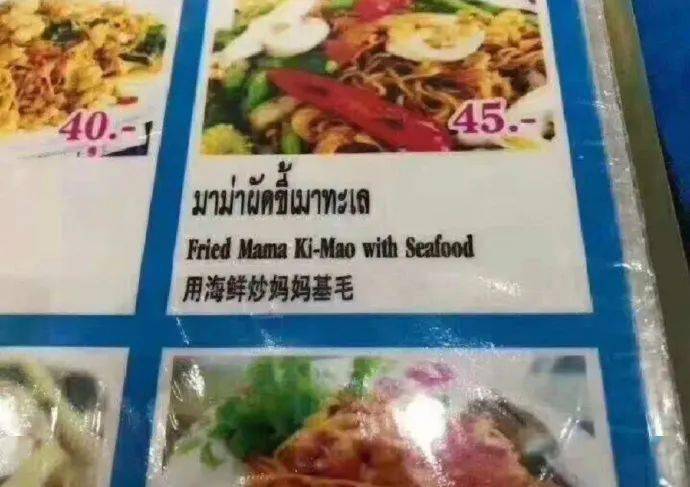 40.-
45.-
มาม่าผัดขี้เมาทะเล
Fried Mama Ki-Mao with Seafood
用海鲜炒妈妈基毛